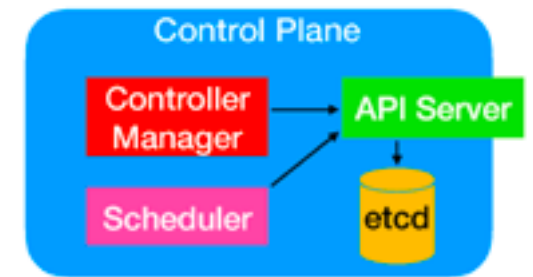 Control Plane
Controller
Manager
API Server
Scheduler
etcd